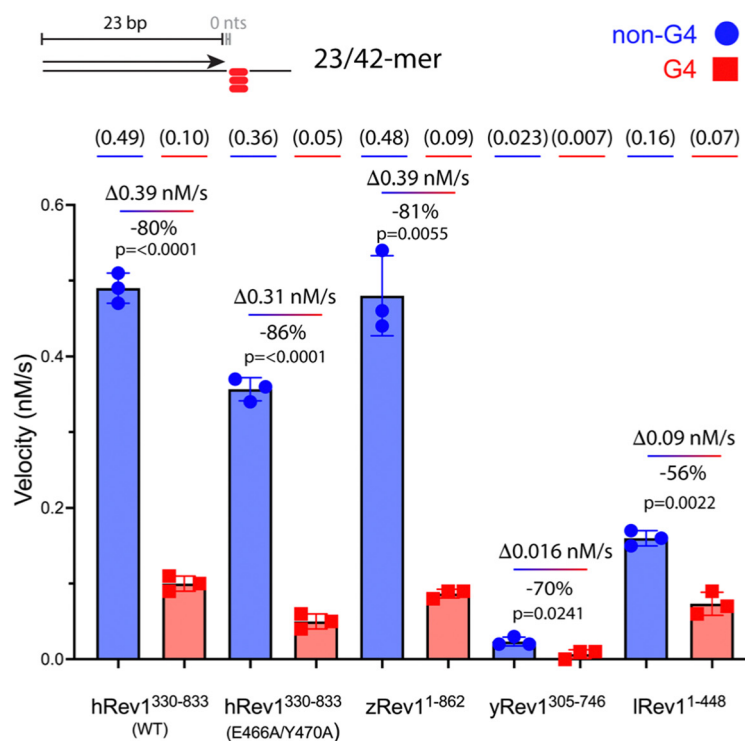 23 bp
0 nts
23/42-mer
non-G4
G4
(0.49) (0.10) (0.36) (0.05) (0.48) (0.09) (0.023) (0.007) (0.16) (0.07)
Δ0.39 nM/s
-80%
p=<0.0001
Δ0.31 nM/s
-86%
p=<0.0001
Δ0.39 nM/s
-81%
p=0.0055
Δ0.016 nM/s
-70%
p=0.0241
Δ0.09 nM/s
-56%
p=0.0022
Velocity (nM/s)
0.6
0.4
0.2
0.0
hRev1³³⁰⁻⁸³³
(WT)
hRev1³³⁰⁻⁸³³
(E466A/Y470A)
zRev1¹⁻⁸⁶²
yRev1³⁰⁵⁻⁷⁴⁶
lRev1¹⁻⁴⁴⁸